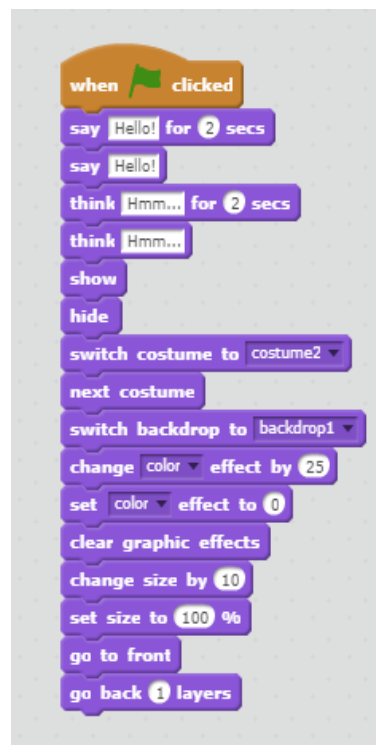 when clicked
say Hello! for 2 secs
say Hello!
think Hmm... for 2 secs
think Hmm...
show
hide
switch costume to costume2
next costume
switch backdrop to backdrop1
change color effect by 25
set color effect to 0
clear graphic effects
change size by 10
set size to 100 %
go to front
go back 1 layers